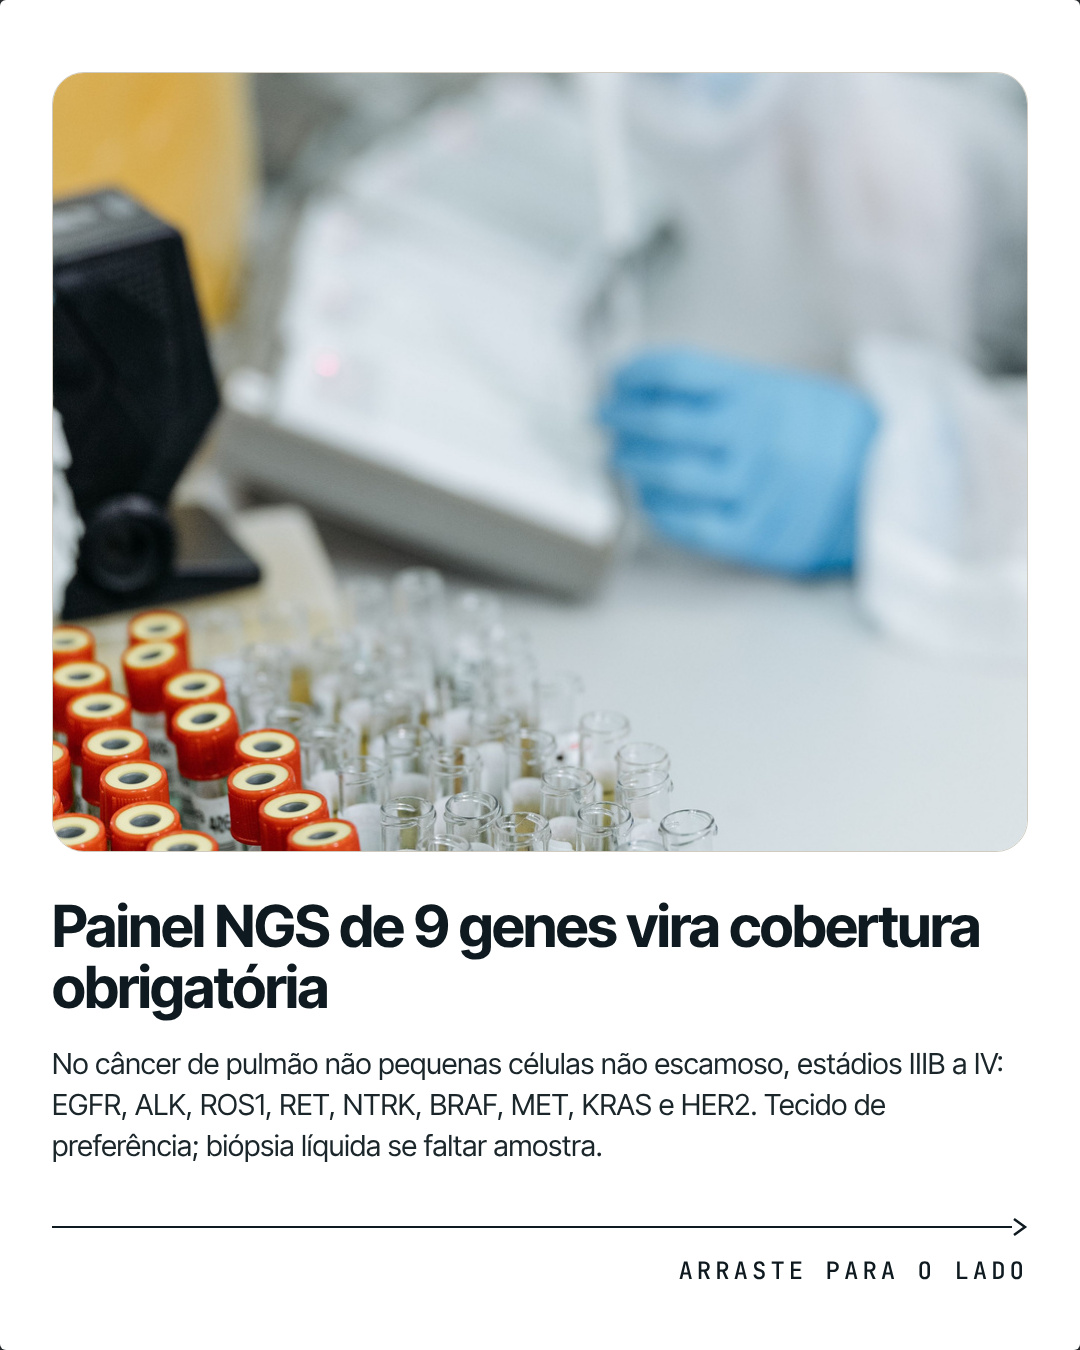 Painel NGS de 9 genes vira cobertura
obrigatória
No câncer de pulmão não pequenas células não escamoso, estádios IIIB a IV:
EGFR, ALK, ROS1, RET, NTRK, BRAF, MET, KRAS e HER2. Tecido de
preferência; biópsia líquida se faltar amostra.
ARRASTE PARA O LADO